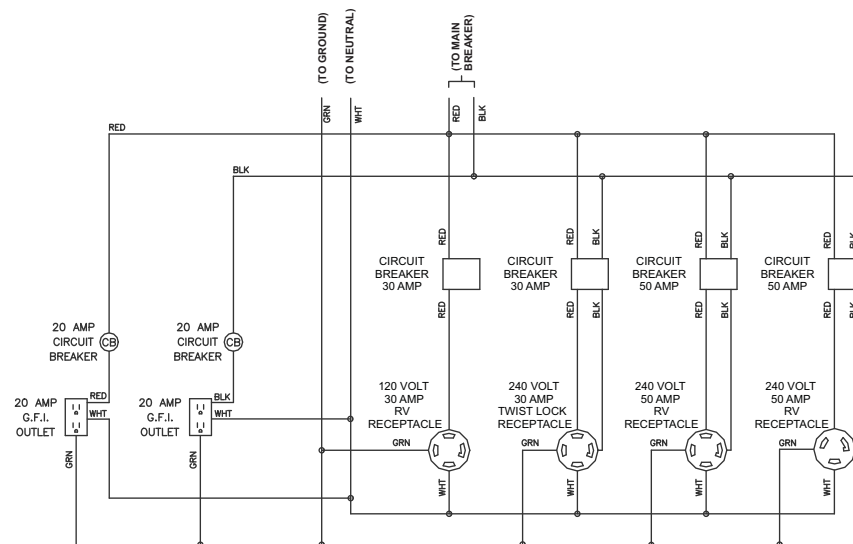 (TO GROUND)
(TO NEUTRAL)
(TO MAIN
BREAKER)
GRN
WHT
RED
BLK
RED
BLK
RED
RED
BLK
RED
BLK
RED
BLK
CIRCUIT
BREAKER
30 AMP
CIRCUIT
BREAKER
30 AMP
CIRCUIT
BREAKER
50 AMP
CIRCUIT
BREAKER
50 AMP
RED
RED
BLK
RED
BLK
RED
BLK
20 AMP
CIRCUIT
BREAKER
CB
20 AMP
CIRCUIT
BREAKER
CB
20 AMP
G.F.I.
OUTLET
RED
WHT
GRN
20 AMP
G.F.I.
OUTLET
BLK
WHT
GRN
120 VOLT
30 AMP
RV
RECEPTACLE
GRN
WHT
240 VOLT
30 AMP
TWIST LOCK
RECEPTACLE
GRN
WHT
240 VOLT
50 AMP
RV
RECEPTACLE
GRN
WHT
240 VOLT
50 AMP
RV
RECEPTACLE
GRN
WHT